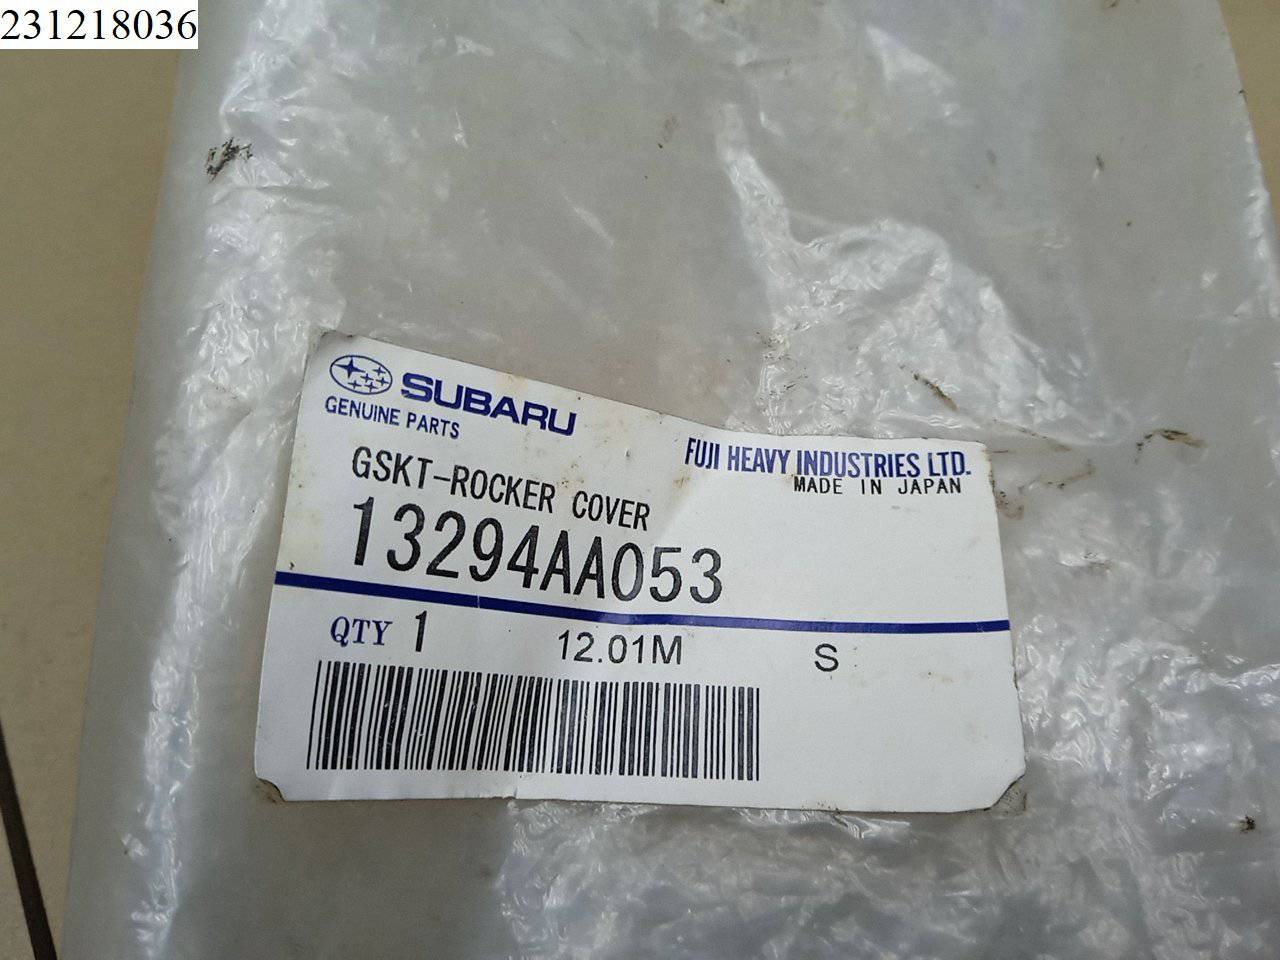 231218036
SUBARU
GENUINE PARTS
FUJI HEAVY INDUSTRIES LTD.
MADE IN JAPAN
GSKT-ROCKER COVER
13294AA053
QTY 1 12.01M S